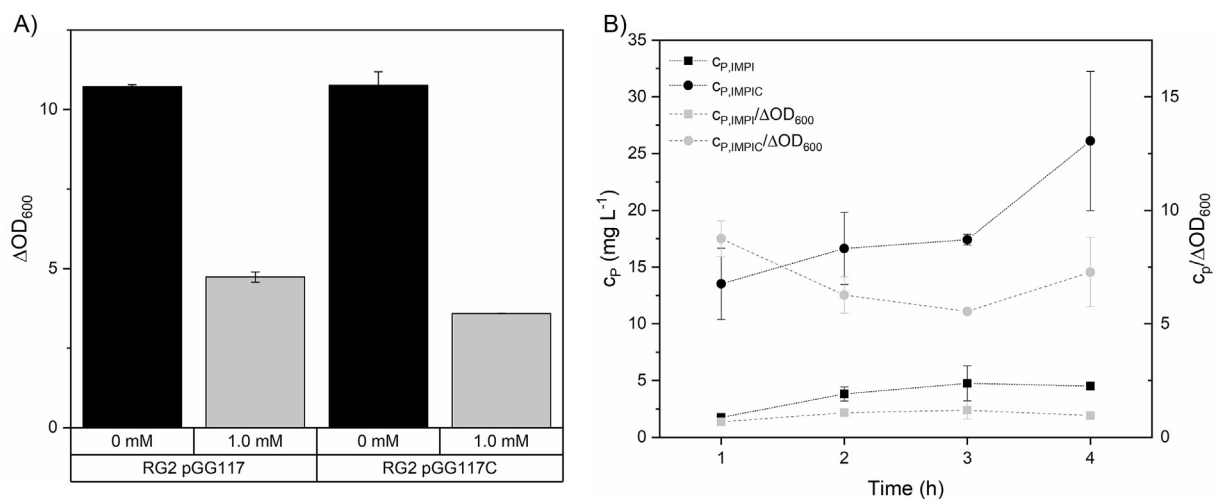 A)
ΔOD600
10
5
0
0 mM 1.0 mM 0 mM 1.0 mM
RG2 pGG117 RG2 pGG117C
B)
cP (mg L-1)
35
30
25
20
15
10
5
0
cP,IMPI
cP,IMPIC
cP,IMPI/ΔOD600
cP,IMPIC/ΔOD600
15
10
5
0
cp/ΔOD600
1 2 3 4
Time (h)